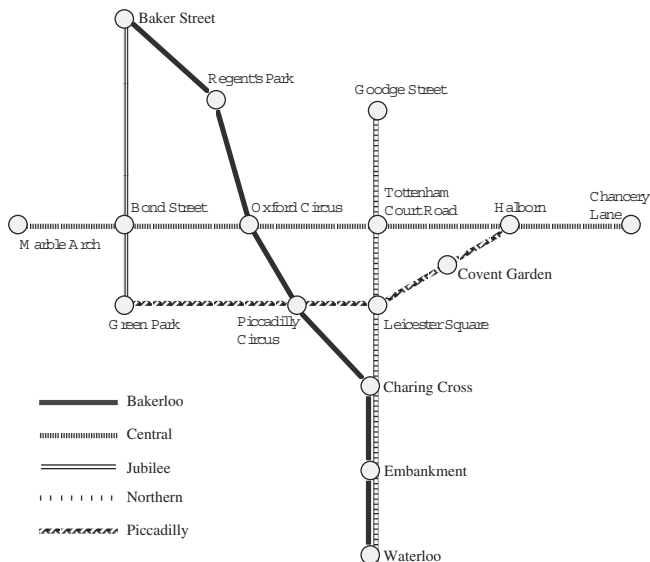 Baker Street
Regent's Park
Goodge Street
Bond Street
Oxford Circus
Tottenham
Court Road
Halborn
Chancery
Lane
Marble Arch
Covent Garden
Green Park
Piccadilly
Circus
Leicester Square
Charing Cross
Bakerloo
Central
Jubilee
Embankment
Northern
Piccadilly
Waterloo